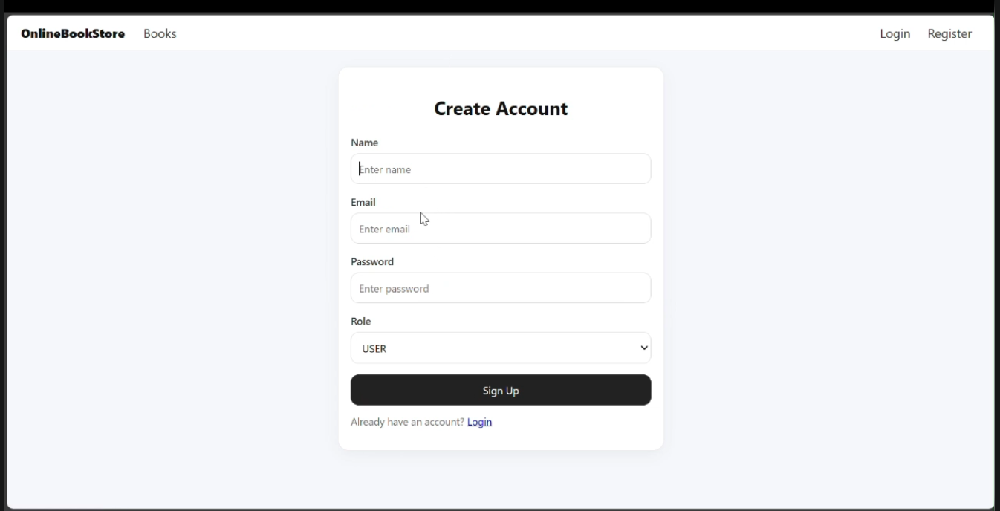 OnlineBookStore Books Login Register
Create Account
Name
Enter name
Email
Enter email
Password
Enter password
Role
USER
Sign Up
Already have an account? Login